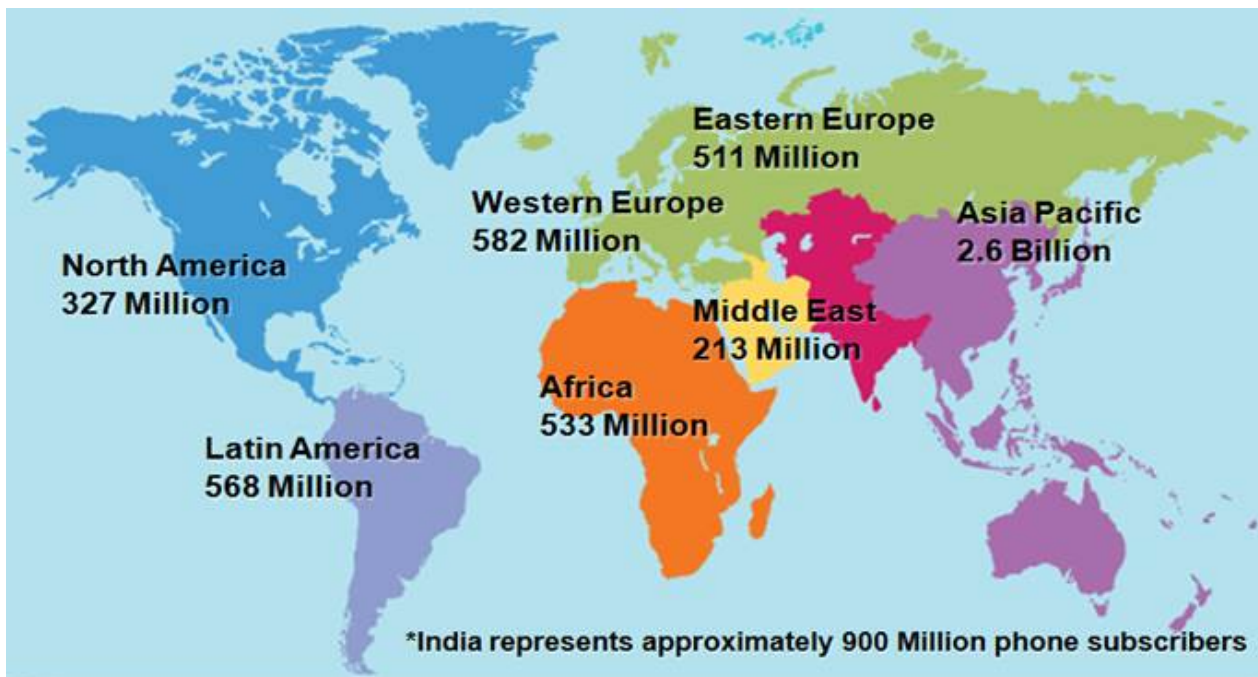 Eastern Europe
511 Million
Western Europe
582 Million
Asia Pacific
2.6 Billion
North America
327 Million
Middle East
213 Million
Africa
533 Million
Latin America
568 Million
*India represents approximately 900 Million phone subscribers